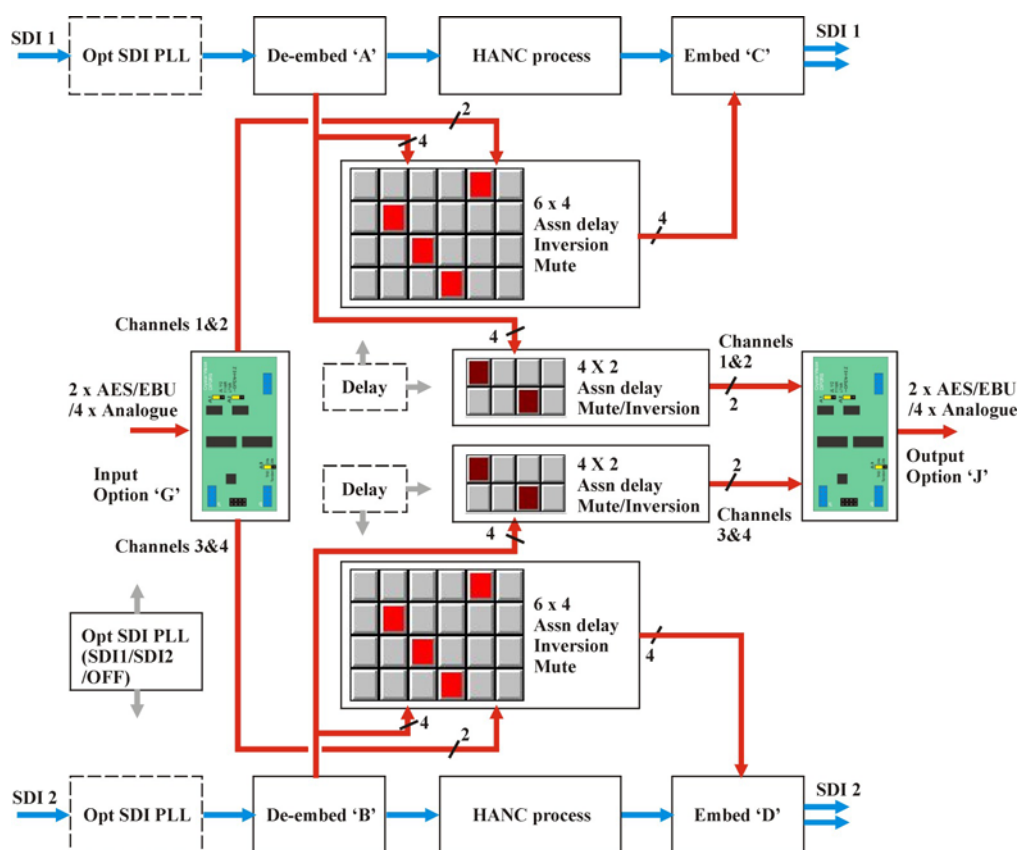 SDI 1
Opt SDI PLL
De-embed ‘A’
HANC process
Embed ‘C’
SDI 1
2
4
6 x 4
Assn delay
Inversion
Mute
4
Channels 1&2
4
Channels
1&2
Delay
4 X 2
Assn delay
Mute/Inversion
2
2 x AES/EBU
/4 x Analogue
2 x AES/EBU
/4 x Analogue
Input
Option ‘G’
Output
Option ‘J’
Delay
4 X 2
Assn delay
Mute/Inversion
2
Channels
3&4
4
Channels 3&4
6 x 4
Assn delay
Inversion
Mute
4
Opt SDI PLL
(SDI1/SDI2
/OFF)
4
2
SDI 2
Opt SDI PLL
De-embed ‘B’
HANC process
Embed ‘D’
SDI 2